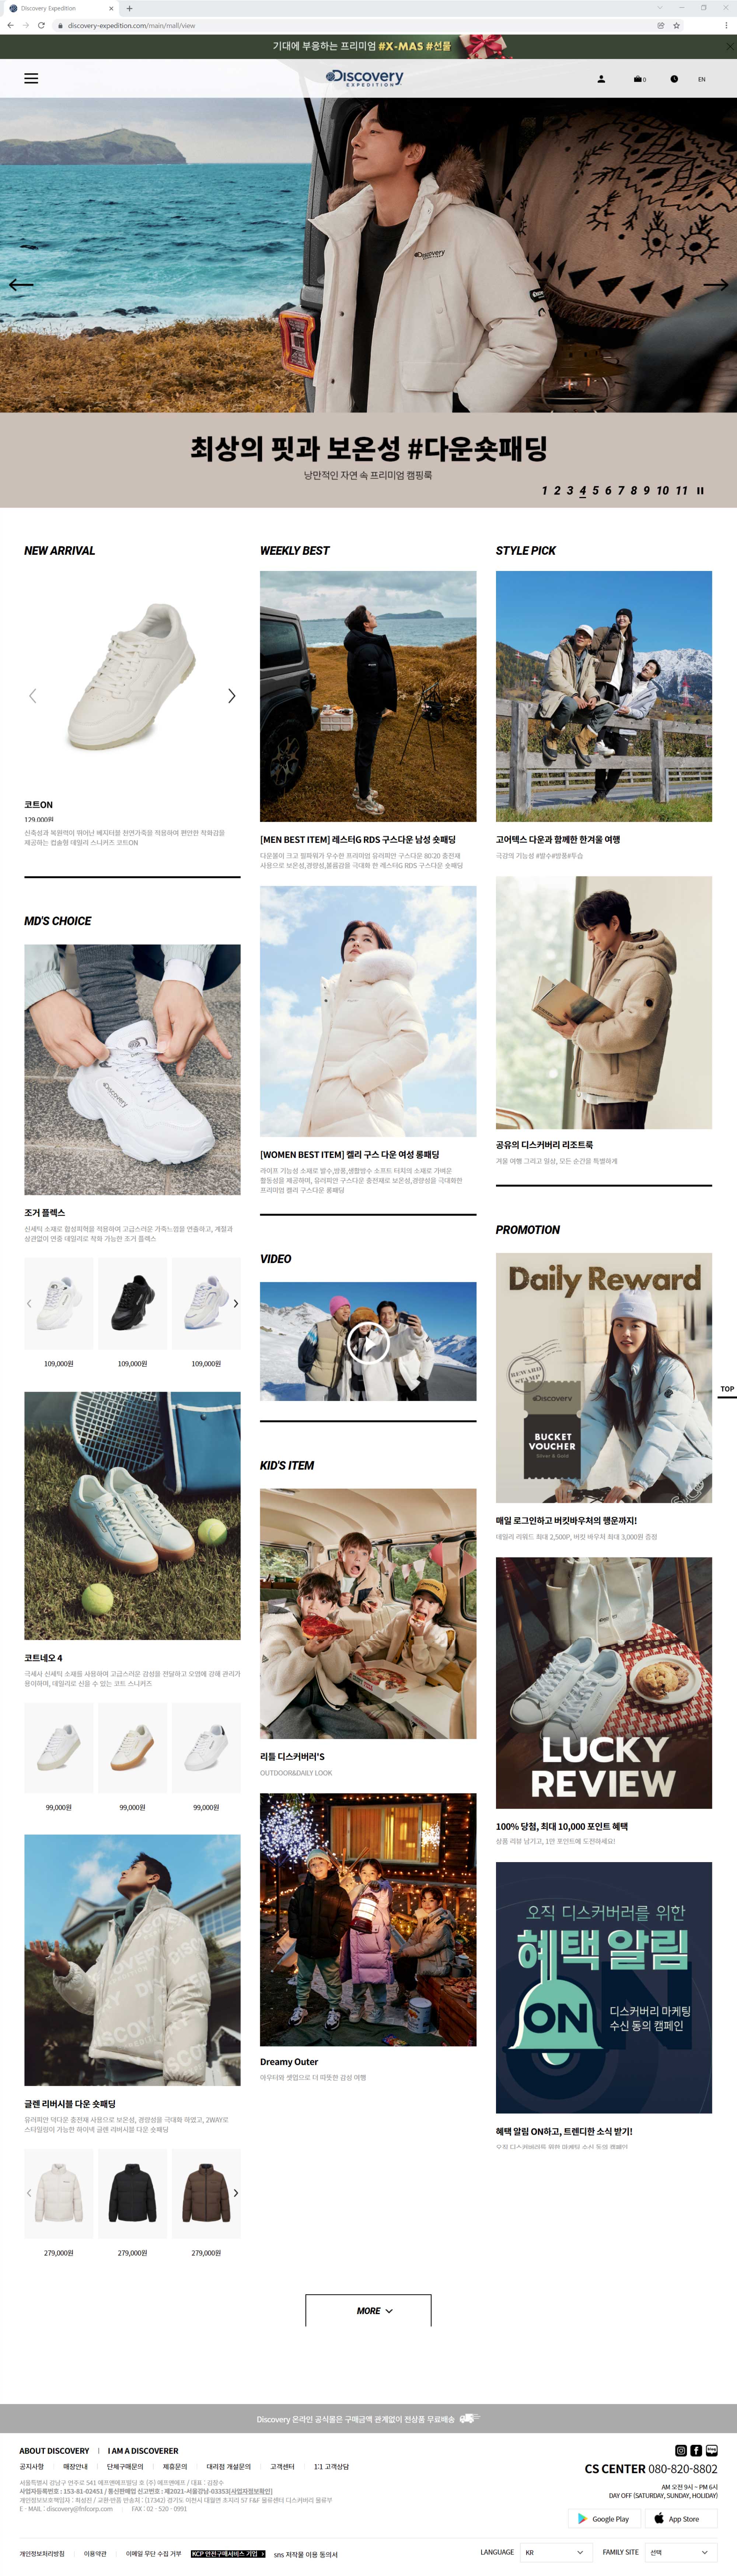 Discovery Expedition
discovery-expedition.com/main/mall/view
기대에 부응하는 프리미엄 #X-MAS #선물
Discovery
EXPEDITION
0
EN
Discovery
최상의 핏과 보온성 #다운숏패딩
낭만적인 자연 속 프리미엄 캠핑룩
1 2 3 4 5 6 7 8 9 10 11
NEW ARRIVAL
코트ON
129,000원
신축성과 복원력이 뛰어난 베지터블 천연가죽을 적용하여 편안한 착화감을
제공하는 컵솔형 데일리 스니커즈 코트ON
MD'S CHOICE
Discovery
조거 플렉스
신세틱 소재로 합성피혁을 적용하여 고급스러운 가죽느낌을 연출하고, 계절과
상관없이 연중 데일리로 착화 가능한 조거 플렉스
109,000원
109,000원
109,000원
코트네오 4
극세사 신세틱 소재를 사용하여 고급스러운 감성을 전달하고 오염에 강해 관리가
용이하며, 데일리로 신을 수 있는 코트 스니커즈
99,000원
99,000원
99,000원
글렌 리버시블 다운 숏패딩
유러피안 덕다운 충전재 사용으로 보온성, 경량성을 극대화 하였고, 2WAY로
스타일링이 가능한 하이넥 글렌 리버시블 다운 숏패딩
279,000원
279,000원
279,000원
WEEKLY BEST
[MEN BEST ITEM] 레스터G RDS 구스다운 남성 숏패딩
다운볼이 크고 필파워가 우수한 프리미엄 유러피안 구스다운 80:20 충전재
사용으로 보온성,경량성,볼륨감을 극대화 한 레스터G RDS 구스다운 숏패딩
[WOMEN BEST ITEM] 켈리 구스 다운 여성 롱패딩
라이프 기능성 소재로 발수,방풍,생활방수 소프트 터치의 소재로 가벼운
활동성을 제공하며, 유러피안 구스다운 충전재로 보온성,경량성을 극대화한
프리미엄 켈리 구스다운 롱패딩
VIDEO
KID'S ITEM
리틀 디스커버러'S
OUTDOOR&DAILY LOOK
Dreamy Outer
아우터와 셋업으로 더 따뜻한 감성 여행
STYLE PICK
고어텍스 다운과 함께한 한겨울 여행
극강의 기능성 #발수#방풍#투습
공유의 디스커버리 리조트룩
겨울 여행 그리고 일상, 모든 순간을 특별하게
PROMOTION
Daily Reward
REWARD
STAMP
Discovery
BUCKET
VOUCHER
Silver & Gold
매일 로그인하고 버킷바우처의 행운까지!
데일리 리워드 최대 2,500P, 버킷 바우처 최대 3,000원 증정
LUCKY
REVIEW
100% 당첨, 최대 10,000 포인트 혜택
상품 리뷰 남기고, 1만 포인트에 도전하세요!
오직 디스커버러를 위한
혜택 알림
ON
디스커버리 마케팅
수신 동의 캠페인
혜택 알림 ON하고, 트렌디한 소식 받기!
오직 디스커버러를 위한 마케팅 수신 동의 캠페인
TOP
MORE
Discovery 온라인 공식몰은 구매금액 관계없이 전상품 무료배송
ABOUT DISCOVERY | I AM A DISCOVERER
공지사항 매장안내 단체구매문의 제휴문의 대리점 개설문의 고객센터 1:1 고객상담
서울특별시 강남구 언주로 541 에프앤에프빌딩 호 (주) 에프앤에프 / 대표 : 김창수
사업자등록번호 : 153-81-02451 / 통신판매업 신고번호 : 제2021-서울강남-03353(사업자정보확인)
개인정보보호책임자 : 최성진 / 교환·반품 반송처 : (17342) 경기도 이천시 대월면 초지리 57 F&F 물류센터 디스커버리 물류부
E - MAIL : discovery@fnfcorp.com FAX : 02 - 520 - 0991
CS CENTER 080-820-8802
AM 오전 9시 ~ PM 6시
DAY OFF (SATURDAY, SUNDAY, HOLIDAY)
Google Play
App Store
개인정보처리방침 이용약관 이메일 무단 수집 거부 KCP 안전구매서비스 가입 sns 저작물 이용 동의서
LANGUAGE KR FAMILY SITE 선택